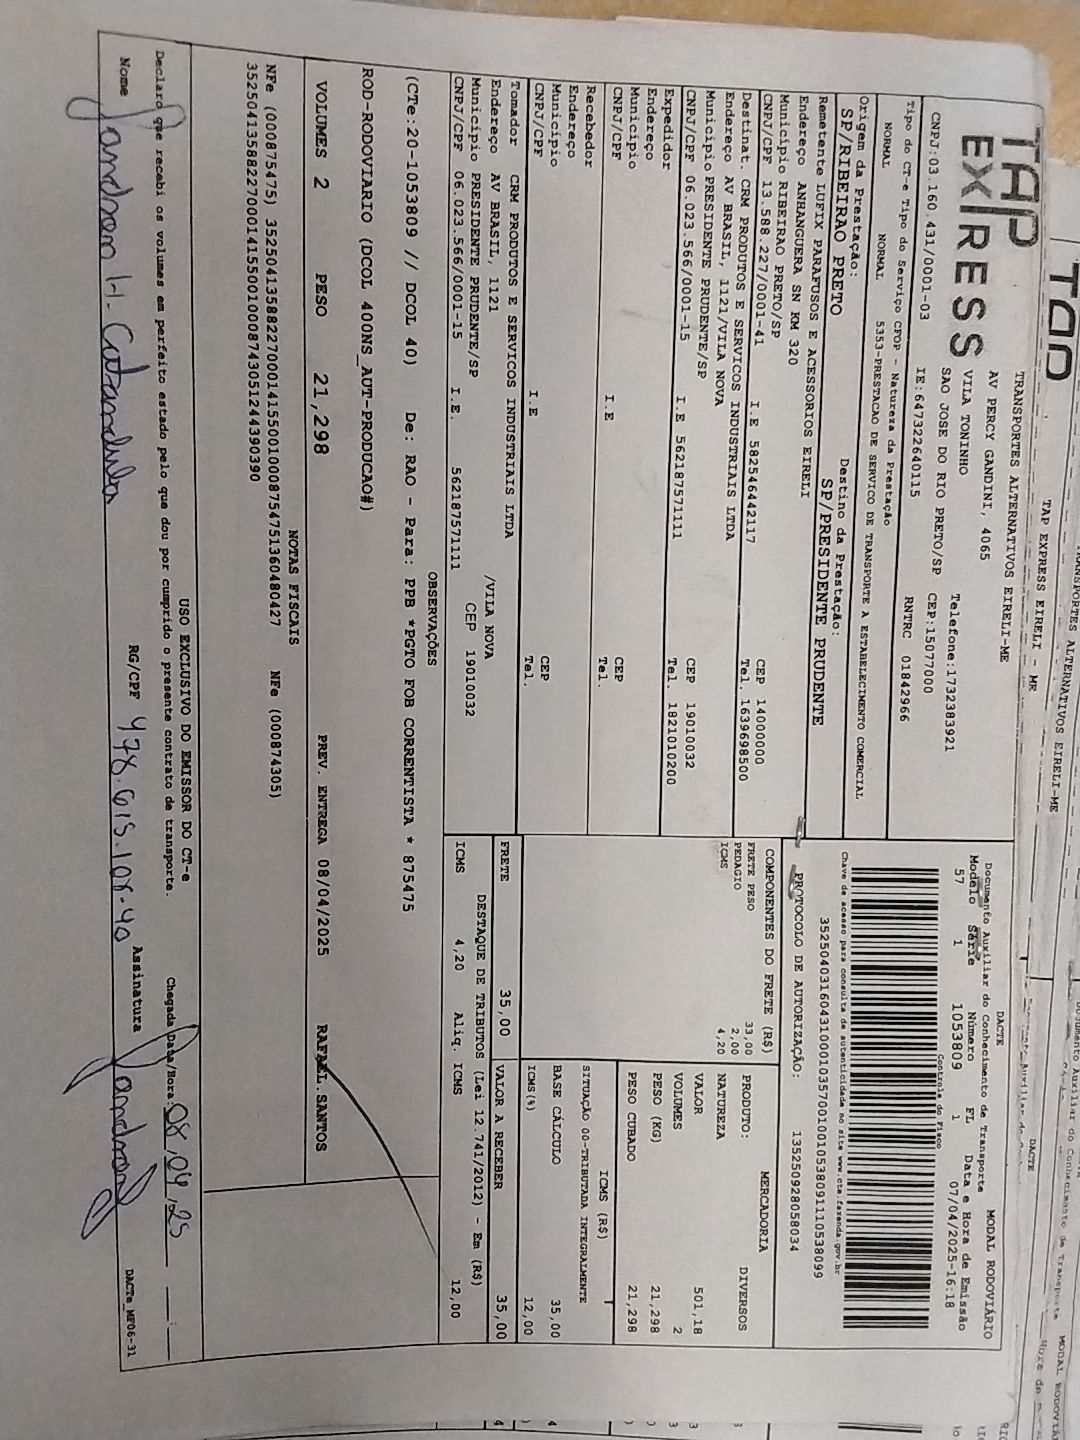 TAP EXPRESS
TRANSPORTES ALTERNATIVOS EIRELI-ME
AV PERCY GANDINI, 4065
VILA TONINHO
SAO JOSE DO RIO PRETO/SP
Telefone:1732383921
CEP:15077000
CNPJ:03.160.431/0001-03 IE:647322640115 RNTRC 01842966
Tipo do CT-e Tipo do Serviço CFOP - Natureza da Prestação
NORMAL NORMAL 5353-PRESTACAO DE SERVICO DE TRANSPORTE A ESTABELECIMENTO COMERCIAL
Origem da Prestação: Destino da Prestação:
SP/RIBEIRAO PRETO SP/PRESIDENTE PRUDENTE
Remetente LUFIX PARAFUSOS E ACESSORIOS EIRELI
Endereço ANHANGUERA SN KM 320
Município RIBEIRAO PRETO/SP CEP 14000000
CNPJ/CPF 13.588.227/0001-41 I.E 582546442117 Tel. 1639698500
Destinat. CRM PRODUTOS E SERVICOS INDUSTRIAIS LTDA
Endereço AV BRASIL, 1121/VILA NOVA
Município PRESIDENTE PRUDENTE/SP CEP 19010032
CNPJ/CPF 06.023.566/0001-15 I.E 562187571111 Tel. 1821010200
Expedidor
Endereço
Município CEP
CNPJ/CPF I.E Tel.
Recebedor
Endereço
Município CEP
CNPJ/CPF I.E Tel.
Tomador CRM PRODUTOS E SERVICOS INDUSTRIAIS LTDA
Endereço AV BRASIL, 1121 /VILA NOVA
Município PRESIDENTE PRUDENTE/SP CEP 19010032
CNPJ/CPF 06.023.566/0001-15 I.E. 562187571111
DACTE MODAL RODOVIÁRIO
Documento Auxiliar do Conhecimento de Transporte
Modelo Série Número FL Data e Hora de Emissão
57 1 1053809 1 07/04/2025-16:18
Controle do Fisco
Chave de acesso para consulta de autenticidade no site www.cte.fazenda.gov.br
35250403160431000103570010010538091110538099
PROTOCOLO DE AUTORIZAÇÃO: 135250928058034
COMPONENTES DO FRETE (R$)
FRETE PESO 33,00
PEDAGIO 2,00
ICMS 4,20
MERCADORIA
PRODUTO: DIVERSOS
NATUREZA
VALOR 501,18
VOLUMES 2
PESO (KG) 21,298
PESO CUBADO 21,298
ICMS (R$)
SITUAÇÃO 00-TRIBUTADA INTEGRALMENTE
BASE CÁLCULO 35,00
ICMS(%) 12,00
FRETE 35,00 VALOR A RECEBER 35,00
DESTAQUE DE TRIBUTOS (Lei 12.741/2012) - Em (R$)
ICMS 4,20 Aliq. ICMS 12,00
OBSERVAÇÕES
(CTe:20-1053809 // DCOL 40) De: RAO - Para: PPB *PGTO FOB CORRENTISTA * 875475
ROD-RODOVIARIO (DCOL 400NS_AUT-PRODUCAO#)
VOLUMES 2 PESO 21,298 PREV. ENTREGA 08/04/2025 RAFAEL.SANTOS
NOTAS FISCAIS
NFe (000875475) 35250413588227000141550010008754751360480427 NFe (000874305)
35250413588227000141550010008743051244390390
USO EXCLUSIVO DO EMISSOR DO CT-e
Declaro que recebi os volumes em perfeito estado pelo que dou por cumprido o presente contrato de transporte. Chegada Data/Hora: 08/04/25
Nome RG/CPF 478.615.108-40 Assinatura
DACTe_MF06-31
TAP EXPRESS EIRELI - ME